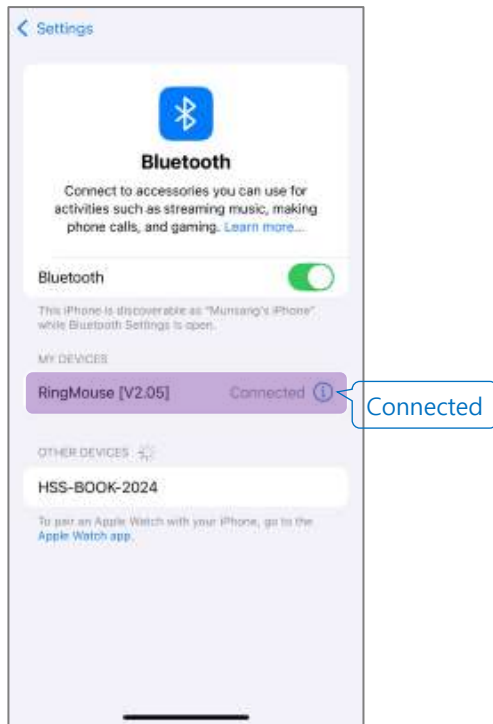 Settings
Bluetooth
Connect to accessories you can use for
activities such as streaming music, making
phone calls, and gaming. Learn more...
Bluetooth
This iPhone is discoverable as "Munsang's iPhone"
while Bluetooth Settings is open.
MY DEVICES
RingMouse [V2.05] Connected
Connected
OTHER DEVICES
HSS-BOOK-2024
To pair an Apple Watch with your iPhone, go to the
Apple Watch app.